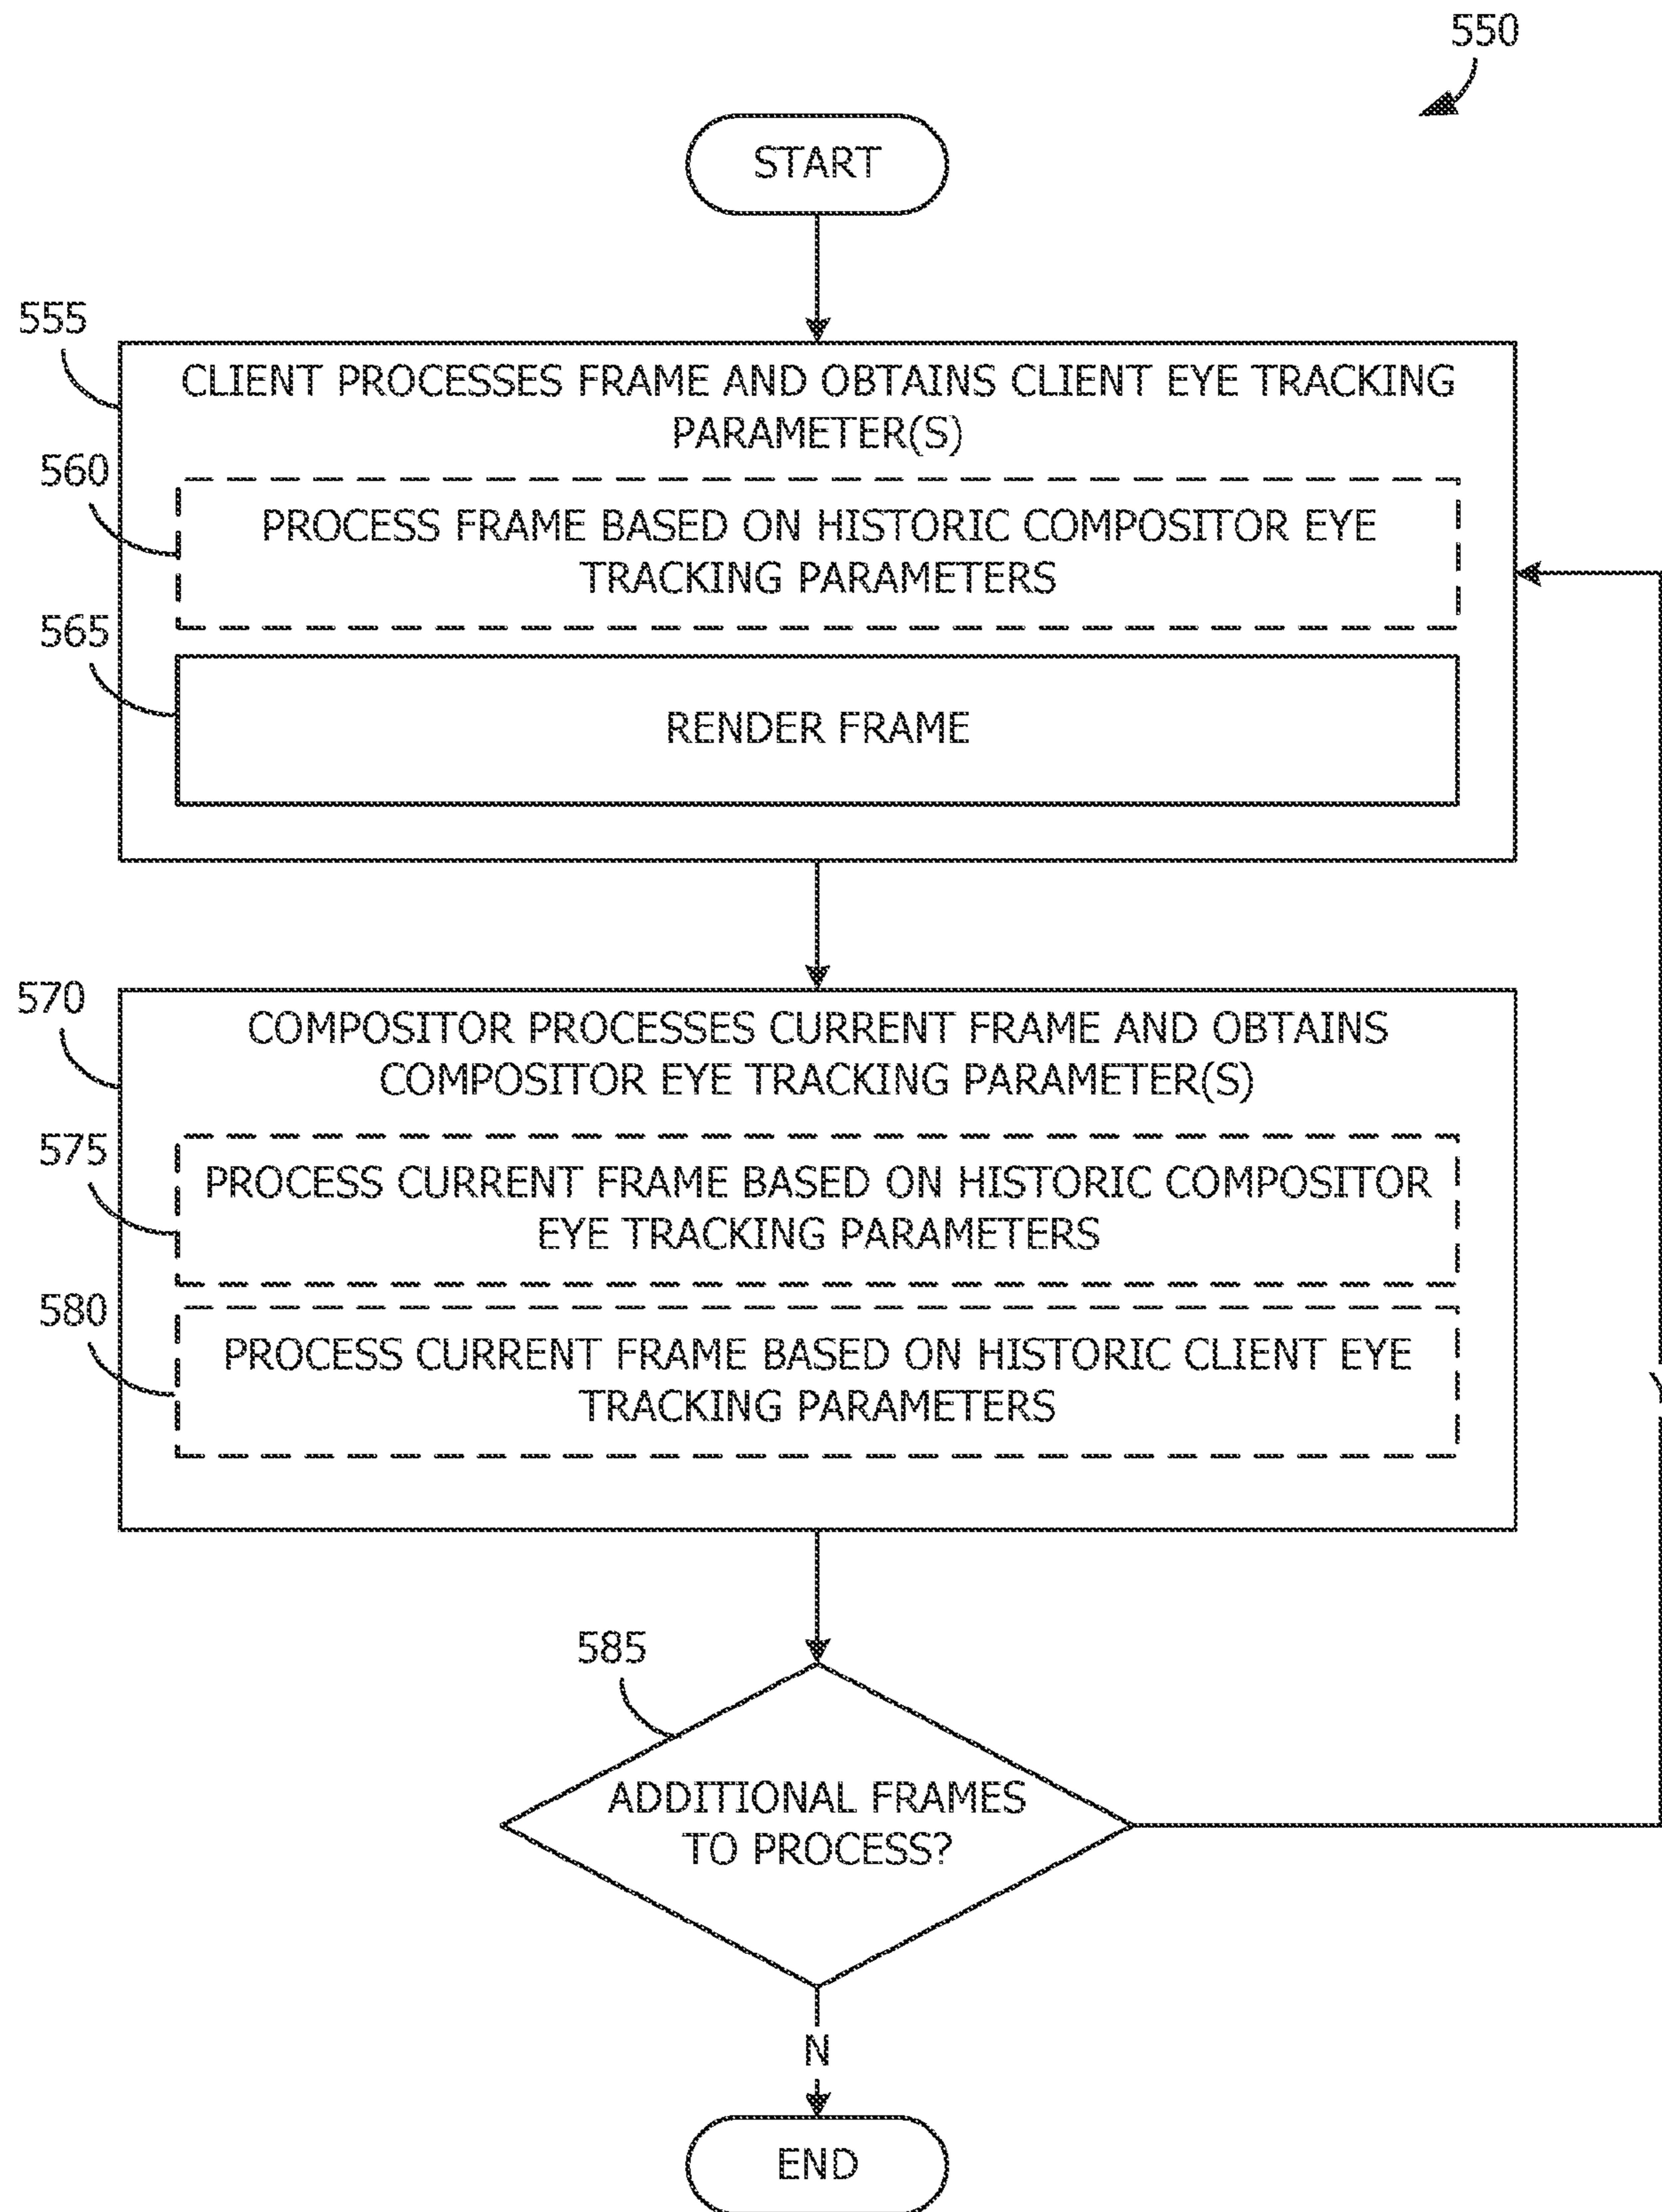 550
START
555
CLIENT PROCESSES FRAME AND OBTAINS CLIENT EYE TRACKING
PARAMETER(S)
560
PROCESS FRAME BASED ON HISTORIC COMPOSITOR EYE
TRACKING PARAMETERS
565
RENDER FRAME
570
COMPOSITOR PROCESSES CURRENT FRAME AND OBTAINS
COMPOSITOR EYE TRACKING PARAMETER(S)
575
PROCESS CURRENT FRAME BASED ON HISTORIC COMPOSITOR
EYE TRACKING PARAMETERS
580
PROCESS CURRENT FRAME BASED ON HISTORIC CLIENT EYE
TRACKING PARAMETERS
585
ADDITIONAL FRAMES
TO PROCESS?
N
END